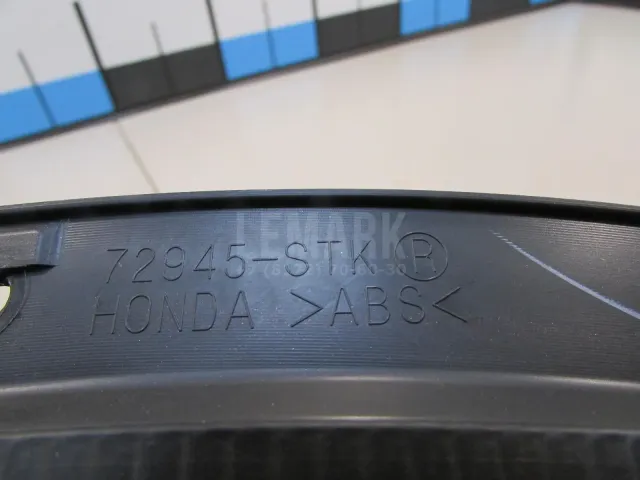 LEMARK
72945-STK Ⓡ
HONDA >ABS<